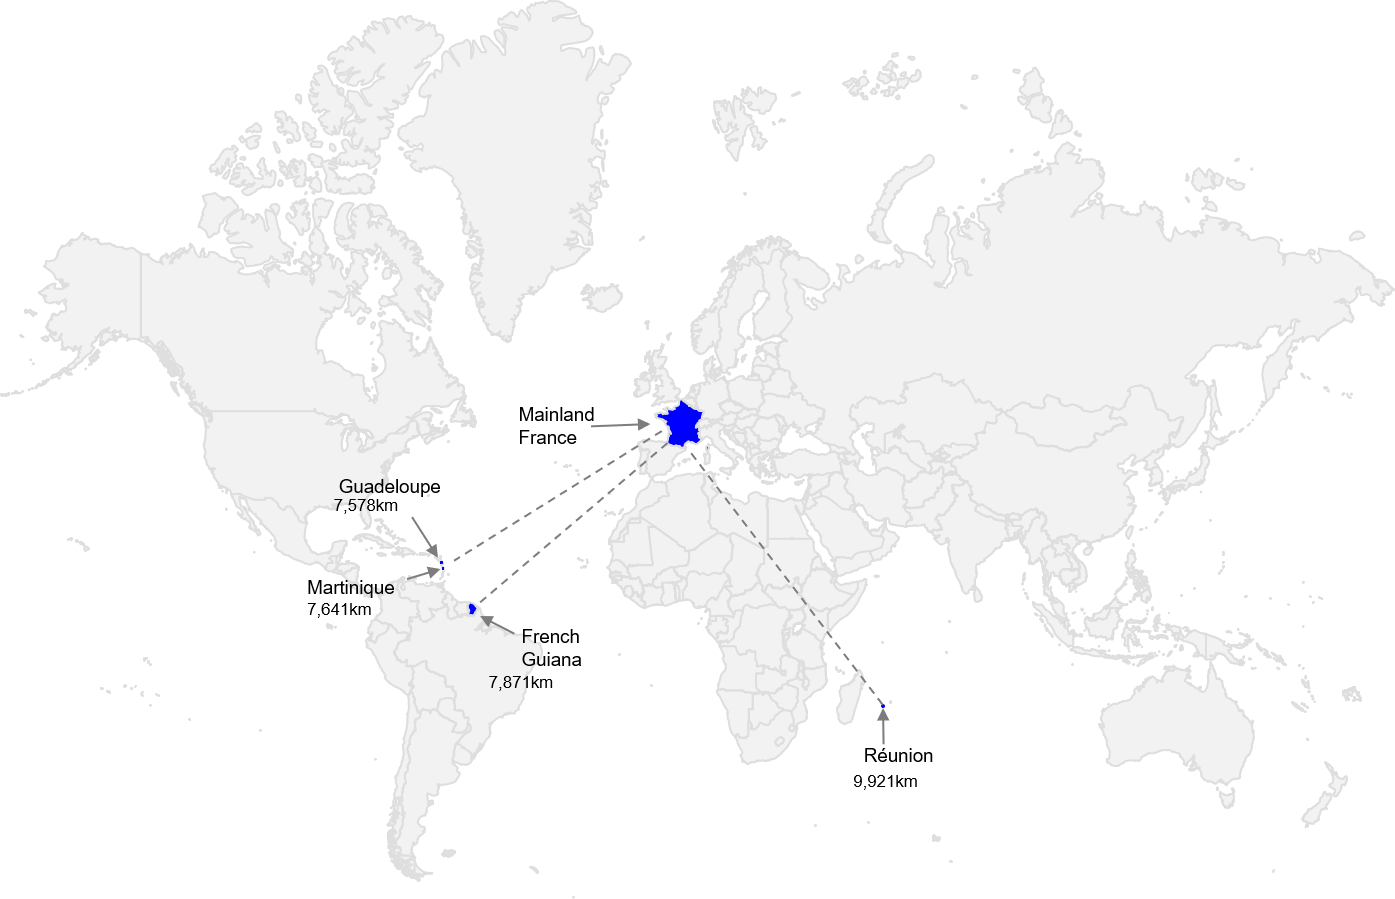 Mainland
France
Guadeloupe
7,578km
Martinique
7,641km
French
Guiana
7,871km
Réunion
9,921km